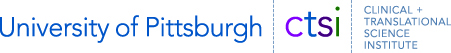 University of Pittsburgh
ctsi
CLINICAL +
TRANSLATIONAL
SCIENCE
INSTITUTE